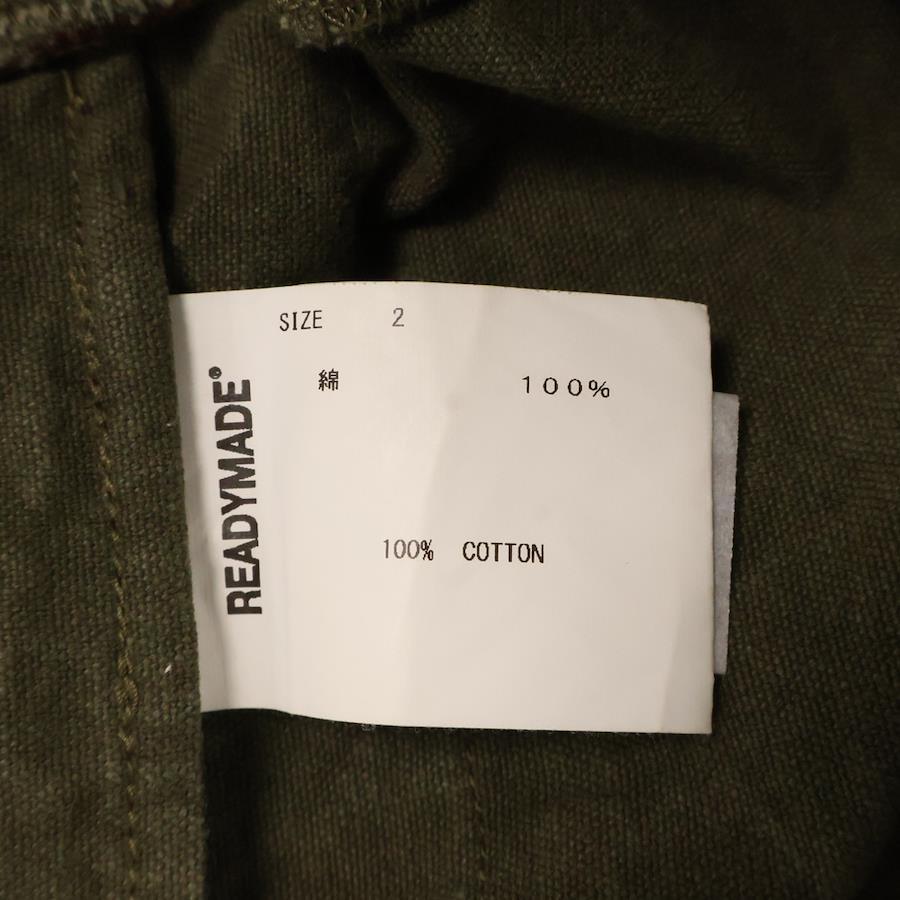 SIZE 2
綿 １００％
100% COTTON
READYMADE®